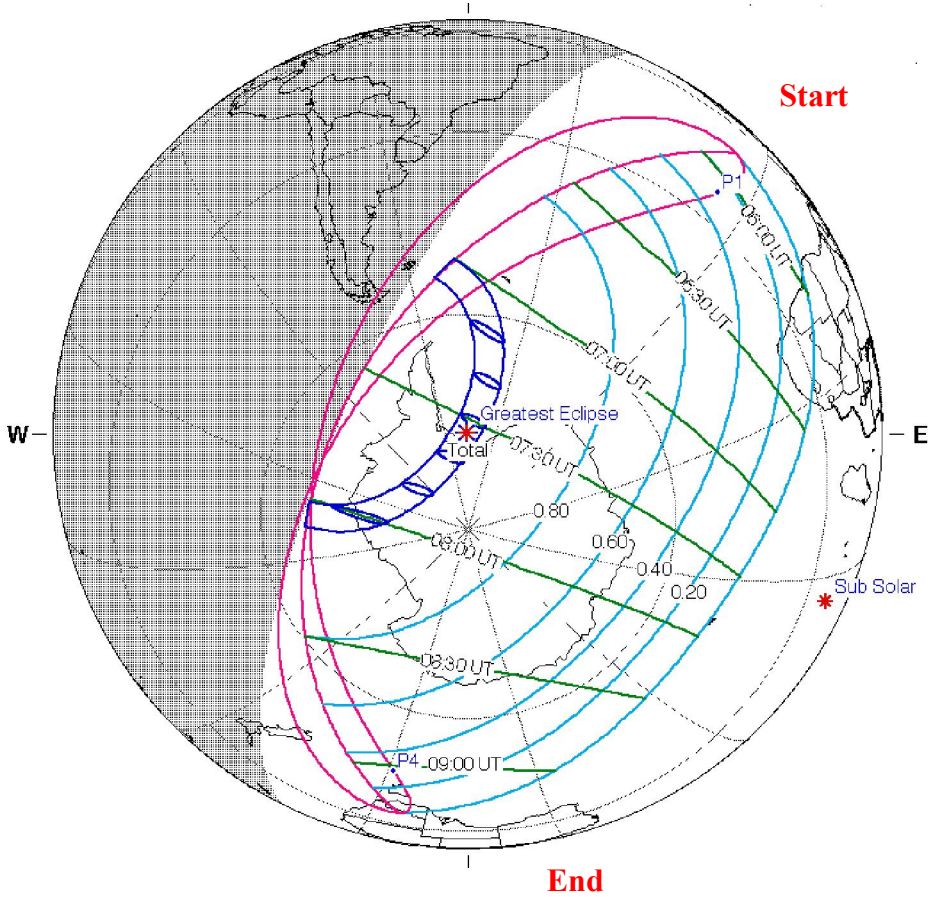 Start
P1
06:00 UT
06:30 UT
07:00 UT
Greatest Eclipse
W
E
Total
07:30 UT
0.80
08:00 UT
0.60
0.40
0.20
Sub Solar
08:30 UT
P4
09:00 UT
End